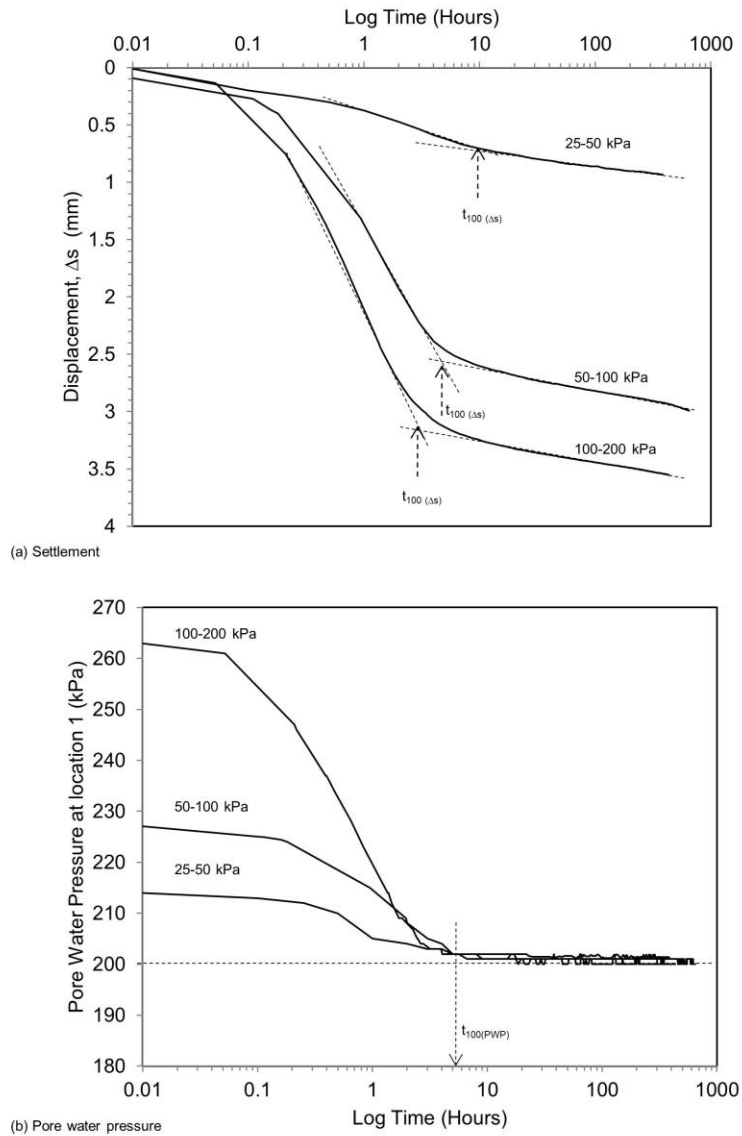 Log Time (Hours)
0.01 0.1 1 10 100 1000
0
0.5
1
1.5
2
2.5
3
3.5
4
Displacement, Δs (mm)
25-50 kPa
t100 (Δs)
50-100 kPa
t100 (Δs)
100-200 kPa
t100 (Δs)
(a) Settlement
270
260
250
240
230
220
210
200
190
180
Pore Water Pressure at location 1 (kPa)
100-200 kPa
50-100 kPa
25-50 kPa
t100(PWP)
0.01 0.1 1 10 100 1000
Log Time (Hours)
(b) Pore water pressure